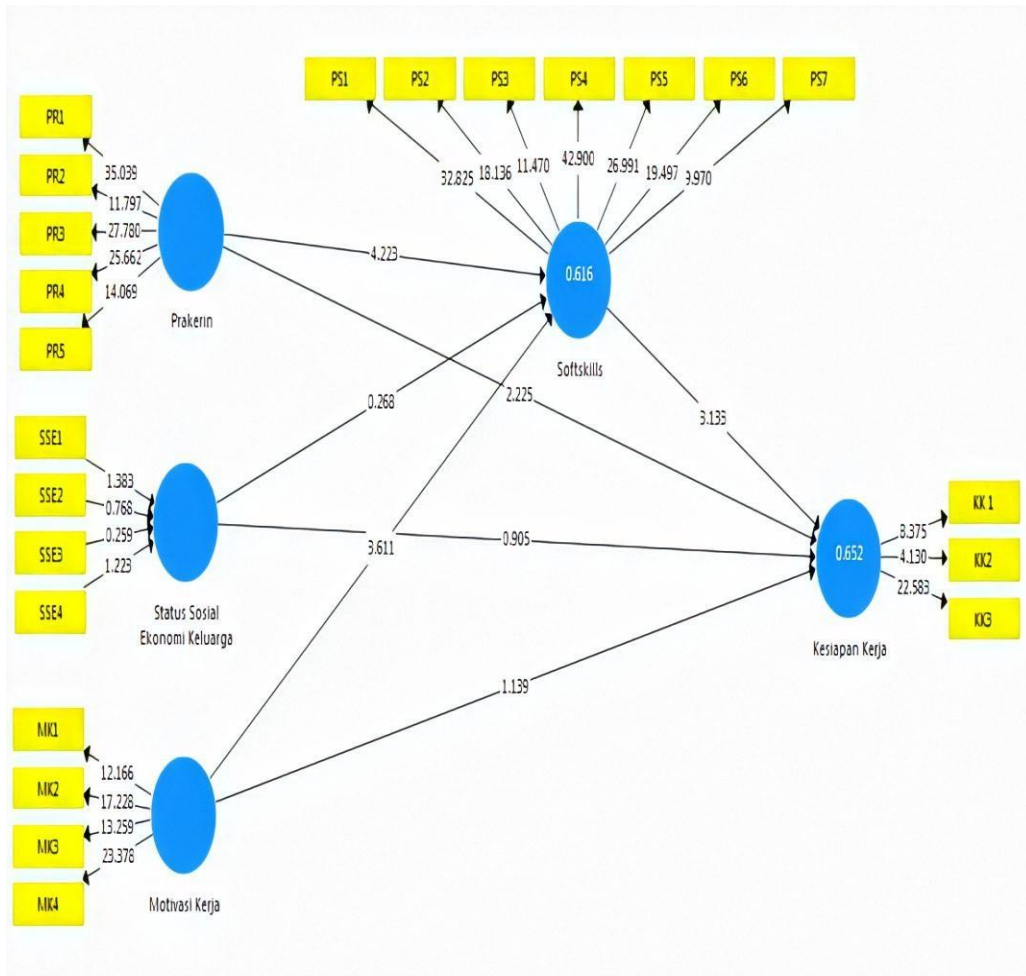 PS1
PS2
PS3
PS4
PS5
PS6
PS7
32.825
18.136
11.470
42.900
26.991
19.497
9.970
PR1
PR2
PR3
PR4
PR5
35.039
11.797
27.780
25.662
14.069
Prakerin
4.223
0.616
Softskills
2.225
0.268
3.133
SSE1
SSE2
SSE3
SSE4
1.383
0.768
0.259
1.223
Status Sosial
Ekonomi Keluarga
3.611
0.905
0.652
Kesiapan Kerja
8.375
4.130
22.583
KK 1
KK2
KK3
1.139
MK1
MK2
MK3
MK4
12.166
17.228
13.259
23.378
Motivasi Kerja